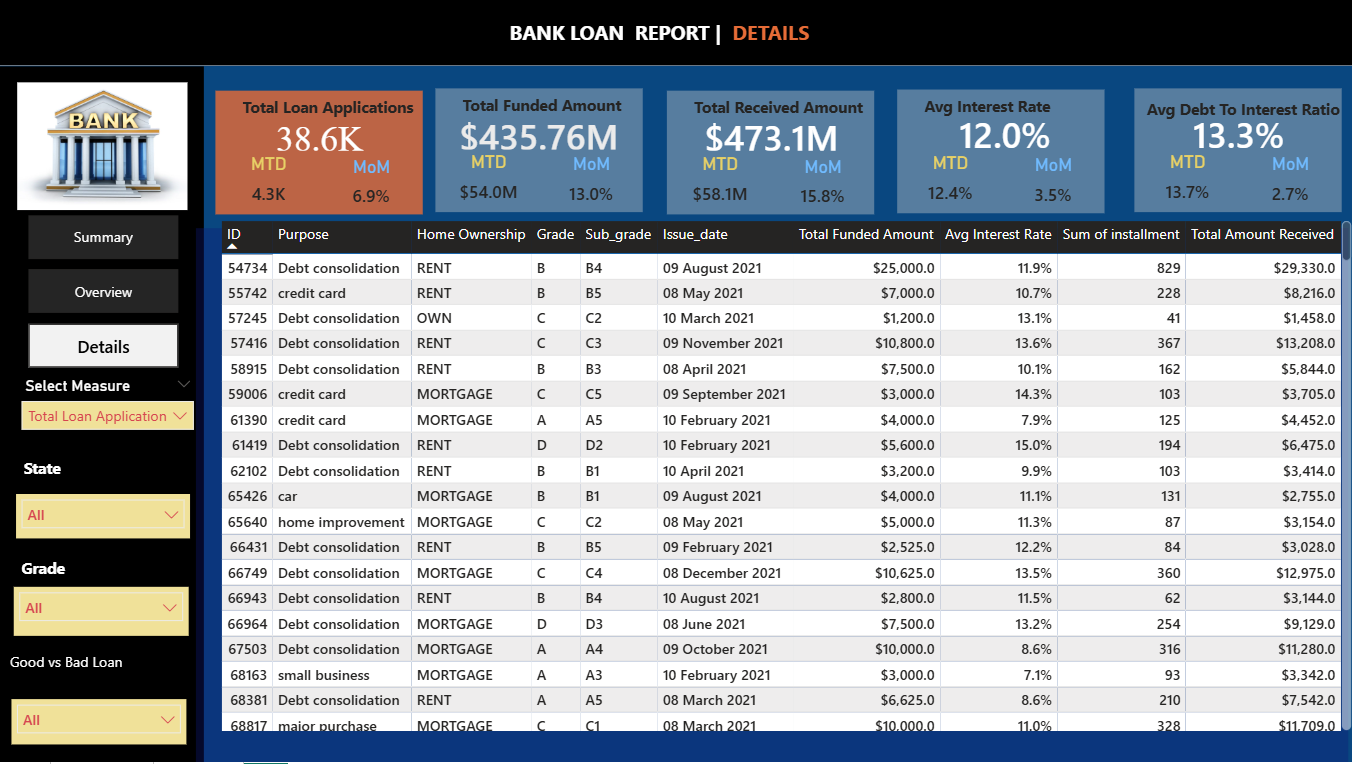 BANK LOAN REPORT | DETAILS
BANK
Summary
Overview
Details
Select Measure
Total Loan Application
State
All
Grade
All
Good vs Bad Loan
All
Total Loan Applications
38.6K
MTD MoM
4.3K 6.9%
Total Funded Amount
$435.76M
MTD MoM
$54.0M 13.0%
Total Received Amount
$473.1M
MTD MoM
$58.1M 15.8%
Avg Interest Rate
12.0%
MTD MoM
12.4% 3.5%
Avg Debt To Interest Ratio
13.3%
MTD MoM
13.7% 2.7%
ID Purpose Home Ownership Grade Sub_grade Issue_date Total Funded Amount Avg Interest Rate Sum of installment Total Amount Received
54734 Debt consolidation RENT B B4 09 August 2021 $25,000.0 11.9% 829 $29,330.0
55742 credit card RENT B B5 08 May 2021 $7,000.0 10.7% 228 $8,216.0
57245 Debt consolidation OWN C C2 10 March 2021 $1,200.0 13.1% 41 $1,458.0
57416 Debt consolidation RENT C C3 09 November 2021 $10,800.0 13.6% 367 $13,208.0
58915 Debt consolidation RENT B B3 08 April 2021 $7,500.0 10.1% 162 $5,844.0
59006 credit card MORTGAGE C C5 09 September 2021 $3,000.0 14.3% 103 $3,705.0
61390 credit card MORTGAGE A A5 10 February 2021 $4,000.0 7.9% 125 $4,452.0
61419 Debt consolidation RENT D D2 10 February 2021 $5,600.0 15.0% 194 $6,475.0
62102 Debt consolidation RENT B B1 10 April 2021 $3,200.0 9.9% 103 $3,414.0
65426 car MORTGAGE B B1 09 August 2021 $4,000.0 11.1% 131 $2,755.0
65640 home improvement MORTGAGE C C2 08 May 2021 $5,000.0 11.3% 87 $3,154.0
66431 Debt consolidation RENT B B5 09 February 2021 $2,525.0 12.2% 84 $3,028.0
66749 Debt consolidation MORTGAGE C C4 08 December 2021 $10,625.0 13.5% 360 $12,975.0
66943 Debt consolidation RENT B B4 10 August 2021 $2,800.0 11.5% 62 $3,144.0
66964 Debt consolidation MORTGAGE D D3 08 June 2021 $7,500.0 13.2% 254 $9,129.0
67503 Debt consolidation MORTGAGE A A4 09 October 2021 $10,000.0 8.6% 316 $11,280.0
68163 small business MORTGAGE A A3 10 February 2021 $3,000.0 7.1% 93 $3,342.0
68381 Debt consolidation RENT A A5 08 March 2021 $6,625.0 8.6% 210 $7,542.0
68817 major purchase MORTGAGE C C1 08 March 2021 $10,000.0 11.0% 328 $11,709.0